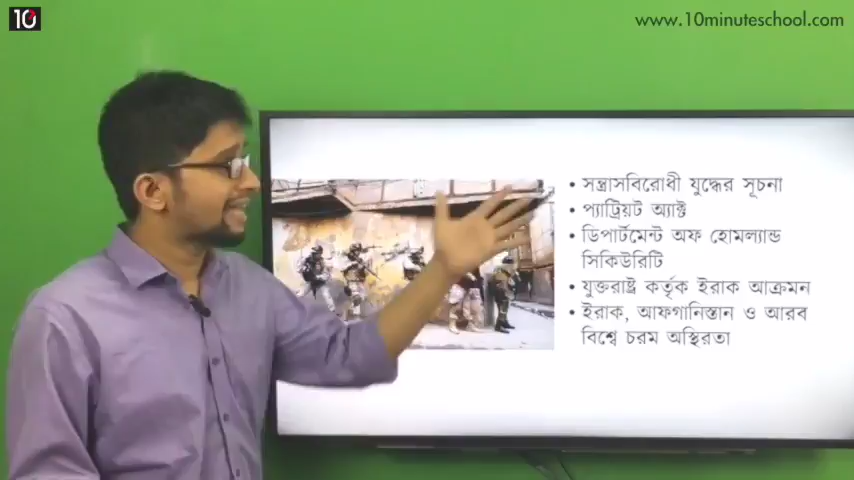 10
www.10minuteschool.com
• সন্ত্রাসবিরোধী যুদ্ধের সূচনা
• প্যাট্রিয়ট অ্যাক্ট
• ডিপার্টমেন্ট অফ হোমল্যান্ড
সিকিউরিটি
• যুক্তরাষ্ট্র কর্তৃক ইরাক আক্রমন
• ইরাক, আফগানিস্তান ও আরব
বিশ্বে চরম অস্থিরতা